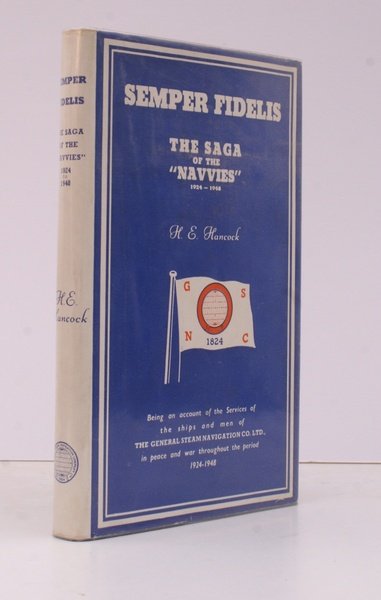 SEMPER
FIDELIS
THE SAGA
OF THE
"NAVVIES"
1824
1948
H. E.
Hancock
SEMPER FIDELIS
THE SAGA
OF THE
"NAVVIES"
1924 - 1948
H. E. Hancock
G S
1824
N C
Being an account of the Services of
the ships and men of
THE GENERAL STEAM NAVIGATION CO. LTD.,
in peace and war throughout the period
1924-1948